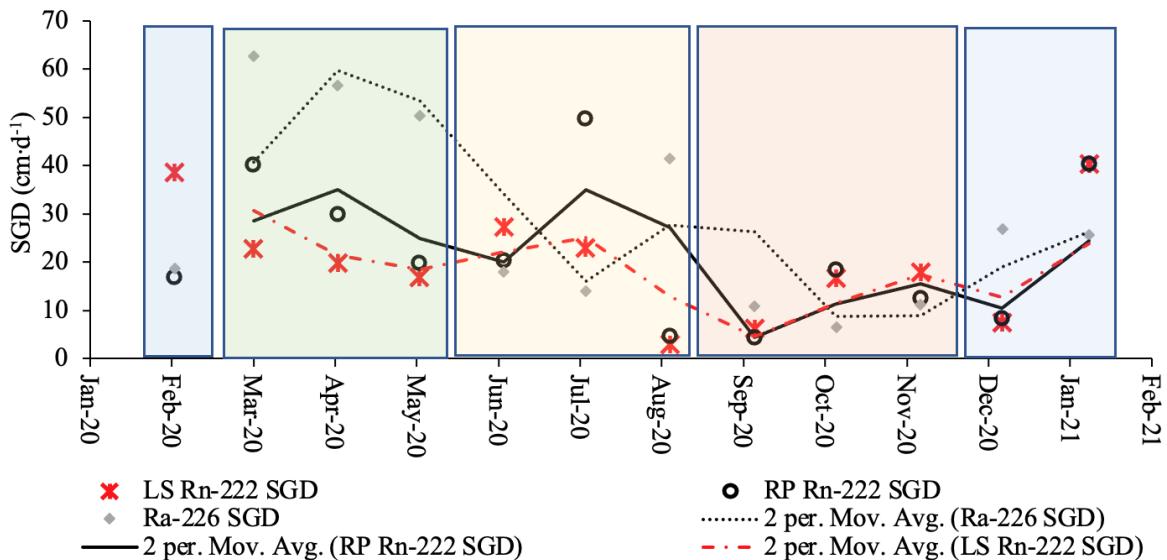 70
60
50
40
30
20
10
0
SGD (cm·d⁻¹)
Jan-20
Feb-20
Mar-20
Apr-20
May-20
Jun-20
Jul-20
Aug-20
Sep-20
Oct-20
Nov-20
Dec-20
Jan-21
Feb-21
LS Rn-222 SGD
RP Rn-222 SGD
Ra-226 SGD
2 per. Mov. Avg. (Ra-226 SGD)
2 per. Mov. Avg. (RP Rn-222 SGD)
2 per. Mov. Avg. (LS Rn-222 SGD)